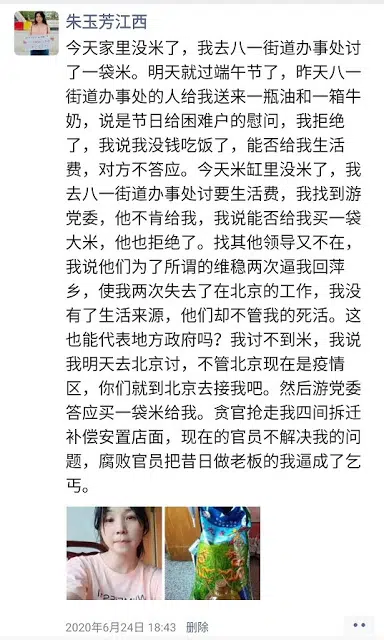 朱玉芳江西
今天家里没米了，我去八一街道办事处讨
了一袋米。明天就过端午节了，昨天八一
街道办事处的人给我送来一瓶油和一箱牛
奶，说是节日给困难户的慰问，我拒绝
了，我说我没钱吃饭了，能否给我生活
费，对方不答应。今天米缸里没米了，我
去八一街道办事处讨要生活费，我找到游
党委，他不肯给我，我说能否给我买一袋
大米，他也拒绝了。找其他领导又不在，
我说他们为了所谓的维稳两次逼我回萍
乡，使我两次失去了在北京的工作，我没
有了生活来源，他们却不管我的死活。这
也能代表地方政府吗？我讨不到米，我说
我明天去北京讨，不管北京现在是疫情
区，你们就到北京去接我吧。然后游党委
答应买一袋米给我。贪官抢走我四间拆迁
补偿安置店面，现在的官员不解决我的问
题，腐败官员把昔日做老板的我逼成了乞
丐。
2020年6月24日 18:43 删除